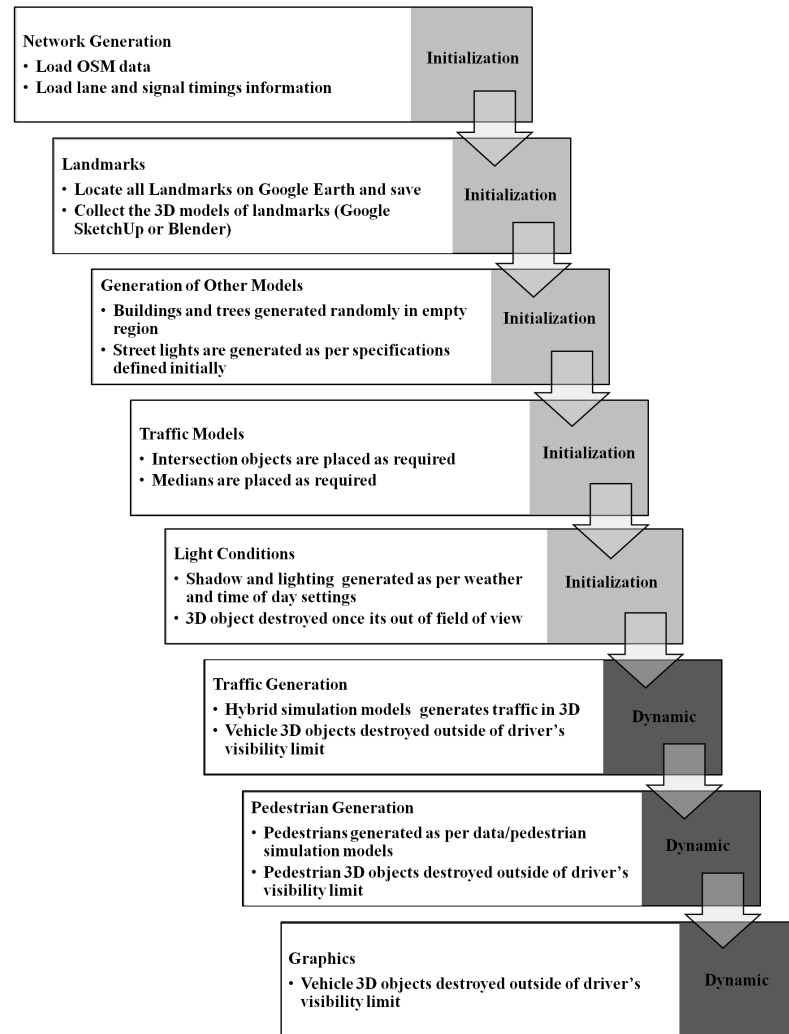 Network Generation
• Load OSM data
• Load lane and signal timings information
Initialization
Landmarks
• Locate all Landmarks on Google Earth and save
• Collect the 3D models of landmarks (Google
SketchUp or Blender)
Initialization
Generation of Other Models
• Buildings and trees generated randomly in empty
region
• Street lights are generated as per specifications
defined initially
Initialization
Traffic Models
• Intersection objects are placed as required
• Medians are placed as required
Initialization
Light Conditions
• Shadow and lighting generated as per weather
and time of day settings
• 3D object destroyed once its out of field of view
Initialization
Traffic Generation
• Hybrid simulation models generates traffic in 3D
• Vehicle 3D objects destroyed outside of driver's
visibility limit
Dynamic
Pedestrian Generation
• Pedestrians generated as per data/pedestrian
simulation models
• Pedestrian 3D objects destroyed outside of driver's
visibility limit
Dynamic
Graphics
• Vehicle 3D objects destroyed outside of driver's
visibility limit
Dynamic